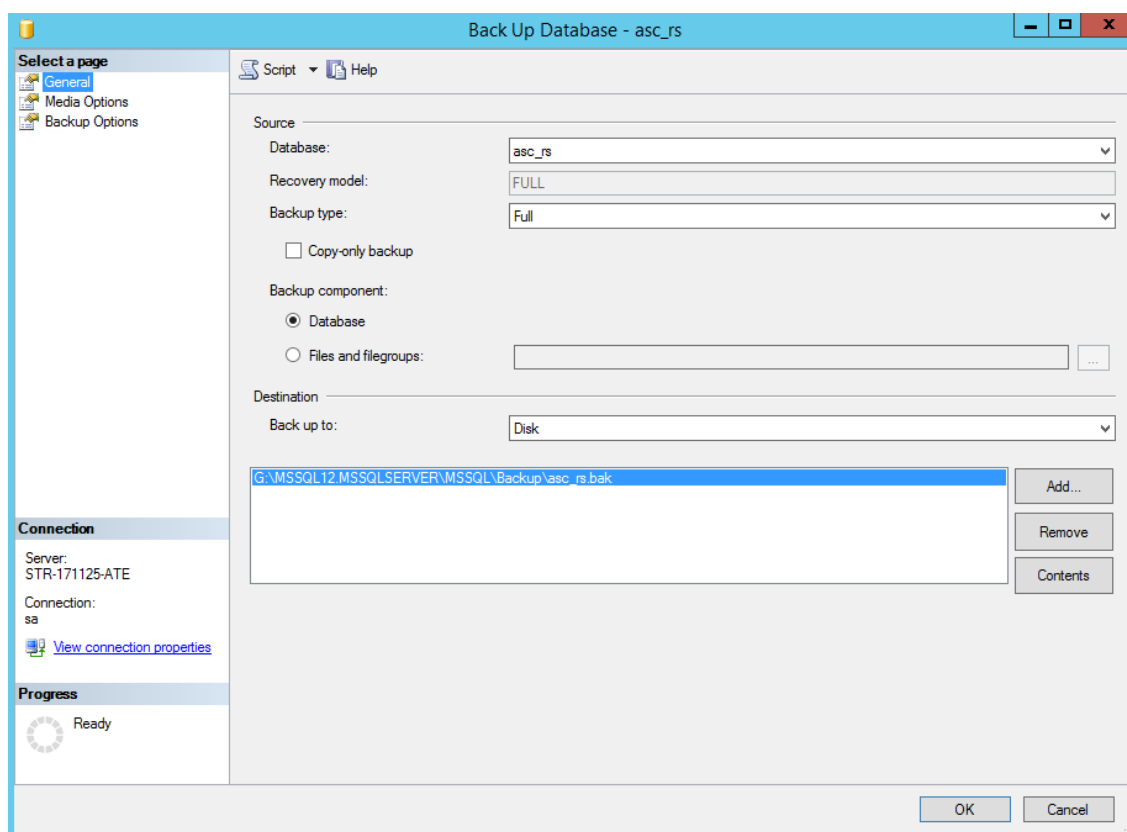 Back Up Database - asc_rs
Select a page
General
Media Options
Backup Options
Script
Help
Source
Database:
asc_rs
Recovery model:
FULL
Backup type:
Full
Copy-only backup
Backup component:
Database
Files and filegroups:
...
Destination
Back up to:
Disk
G:\MSSQL12.MSSQLSERVER\MSSQL\Backup\asc_rs.bak
Add...
Remove
Contents
Connection
Server:
STR-171125-ATE
Connection:
sa
View connection properties
Progress
Ready
OK
Cancel